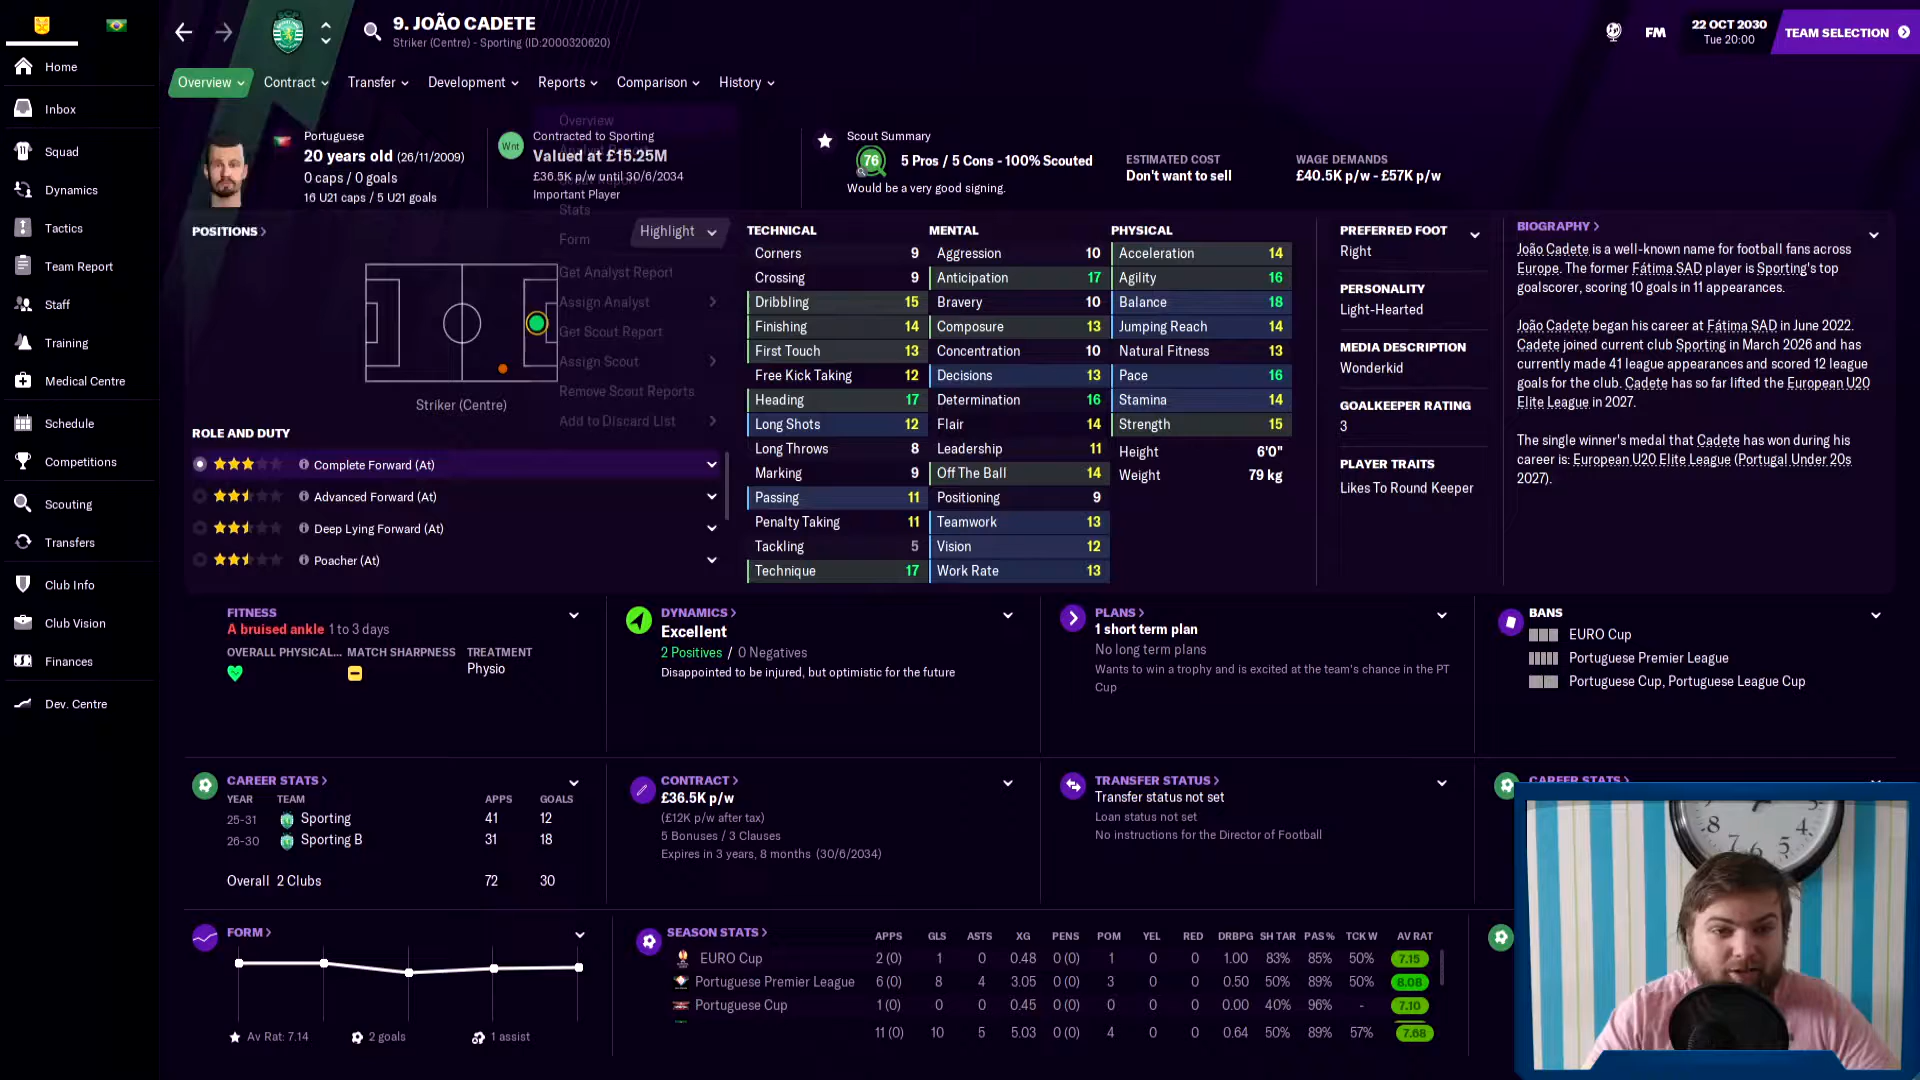 9. JOÃO CADETE
Striker (Centre) - Sporting (ID:2000320620)
FM
22 OCT 2030
Tue 20:00
TEAM SELECTION
Home
Inbox
Squad
Dynamics
Tactics
Team Report
Staff
Training
Medical Centre
Schedule
Competitions
Scouting
Transfers
Club Info
Club Vision
Finances
Dev. Centre
Overview
Contract
Transfer
Development
Reports
Comparison
History
Portuguese
20 years old (26/11/2009)
0 caps / 0 goals
16 U21 caps / 5 U21 goals
Wnt
Contracted to Sporting
Valued at £15.25M
£36.5K p/w until 30/6/2034
Important Player
Scout Summary
76
5 Pros / 5 Cons - 100% Scouted
Would be a very good signing.
ESTIMATED COST
Don't want to sell
WAGE DEMANDS
£40.5K p/w - £57K p/w
Overview
Stats
Form
Get Analyst Report
Assign Analyst
Get Scout Report
Assign Scout
Remove Scout Reports
Add to Discard List
POSITIONS
Highlight
Striker (Centre)
ROLE AND DUTY
Complete Forward (At)
Advanced Forward (At)
Deep Lying Forward (At)
Poacher (At)
TECHNICAL
Corners 9
Crossing 9
Dribbling 15
Finishing 14
First Touch 13
Free Kick Taking 12
Heading 17
Long Shots 12
Long Throws 8
Marking 9
Passing 11
Penalty Taking 11
Tackling 5
Technique 17
MENTAL
Aggression 10
Anticipation 17
Bravery 10
Composure 13
Concentration 10
Decisions 13
Determination 16
Flair 14
Leadership 11
Off The Ball 14
Positioning 9
Teamwork 13
Vision 12
Work Rate 13
PHYSICAL
Acceleration 14
Agility 16
Balance 18
Jumping Reach 14
Natural Fitness 13
Pace 16
Stamina 14
Strength 15
Height 6'0"
Weight 79 kg
PREFERRED FOOT
Right
PERSONALITY
Light-Hearted
MEDIA DESCRIPTION
Wonderkid
GOALKEEPER RATING
3
PLAYER TRAITS
Likes To Round Keeper
BIOGRAPHY
João Cadete is a well-known name for football fans across
Europe. The former Fátima SAD player is Sporting's top
goalscorer, scoring 10 goals in 11 appearances.
João Cadete began his career at Fátima SAD in June 2022.
Cadete joined current club Sporting in March 2026 and has
currently made 41 league appearances and scored 12 league
goals for the club. Cadete has so far lifted the European U20
Elite League in 2027.
The single winner's medal that Cadete has won during his
career is: European U20 Elite League (Portugal Under 20s
2027).
FITNESS
A bruised ankle 1 to 3 days
OVERALL PHYSICAL... MATCH SHARPNESS TREATMENT
Physio
DYNAMICS
Excellent
2 Positives / 0 Negatives
Disappointed to be injured, but optimistic for the future
PLANS
1 short term plan
No long term plans
Wants to win a trophy and is excited at the team's chance in the PT
Cup
BANS
EURO Cup
Portuguese Premier League
Portuguese Cup, Portuguese League Cup
CAREER STATS
YEAR TEAM APPS GOALS
25-31 Sporting 41 12
26-30 Sporting B 31 18
Overall 2 Clubs 72 30
CONTRACT
£36.5K p/w
(£12K p/w after tax)
5 Bonuses / 3 Clauses
Expires in 3 years, 8 months (30/6/2034)
TRANSFER STATUS
Transfer status not set
Loan status not set
No instructions for the Director of Football
CAREER STATS
FORM
Av Rat: 7.14 2 goals 1 assist
SEASON STATS APPS GLS ASTS XG PENS POM YEL RED DRBPG SH TAR PAS % TCK W AV RAT
EURO Cup 2 (0) 1 0 0.48 0 (0) 1 0 0 1.00 83% 85% 50% 7.15
Portuguese Premier League 6 (0) 8 4 3.05 0 (0) 3 0 0 0.50 50% 89% 50% 8.08
Portuguese Cup 1 (0) 0 0 0.45 0 (0) 0 0 0 0.00 40% 96% - 7.10
11 (0) 10 5 5.03 0 (0) 4 0 0 0.64 50% 89% 57% 7.68
8 7 6 5 4